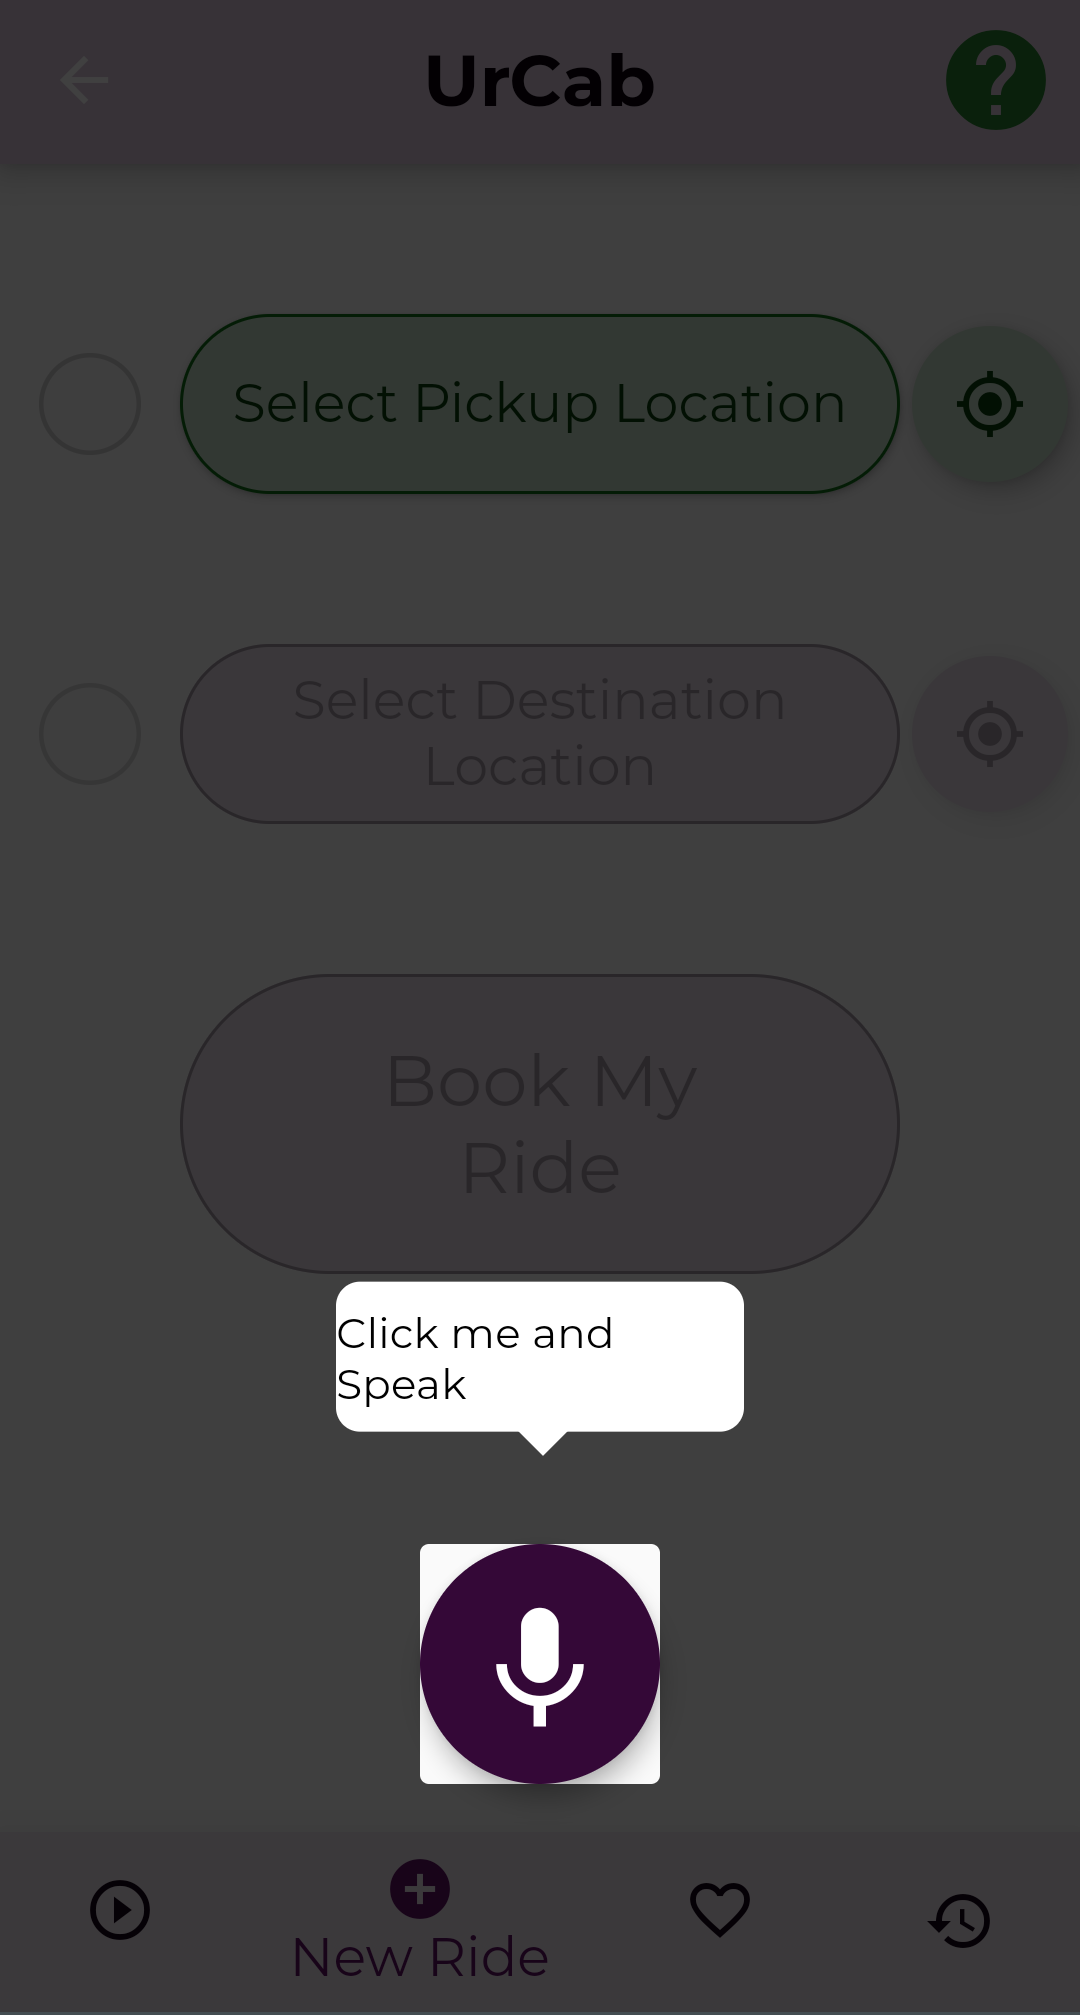 UrCab
Select Pickup Location
Select Destination
Location
Book My
Ride
Click me and
Speak
New Ride